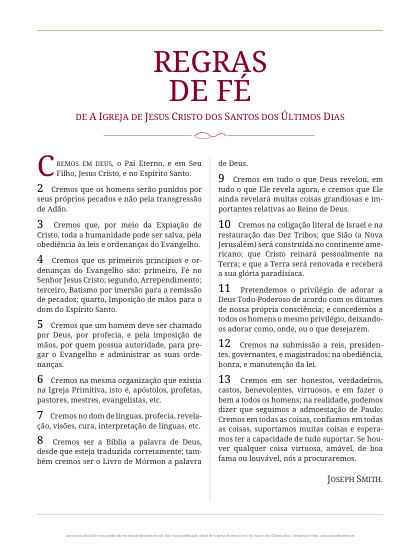 REGRAS
DE FÉ
DE A IGREJA DE JESUS CRISTO DOS SANTOS DOS ÚLTIMOS DIAS
CREMOS EM DEUS, o Pai Eterno, e em Seu
Filho, Jesus Cristo, e no Espírito Santo.
2 Cremos que os homens serão punidos por
seus próprios pecados e não pela transgressão
de Adão.
3 Cremos que, por meio da Expiação de
Cristo, toda a humanidade pode ser salva, pela
obediência às leis e ordenanças do Evangelho.
4 Cremos que os primeiros princípios e or-
denanças do Evangelho são: primeiro, Fé no
Senhor Jesus Cristo; segundo, Arrependimento;
terceiro, Batismo por imersão para a remissão
de pecados; quarto, Imposição de mãos para o
dom do Espírito Santo.
5 Cremos que um homem deve ser chamado
por Deus, por profecia, e pela imposição de
mãos, por quem possua autoridade, para pre-
gar o Evangelho e administrar as suas orde-
nanças.
6 Cremos na mesma organização que existia
na Igreja Primitiva, isto é, apóstolos, profetas,
pastores, mestres, evangelistas, etc.
7 Cremos no dom de línguas, profecia, revela-
ção, visões, cura, interpretação de línguas, etc.
8 Cremos ser a Bíblia a palavra de Deus,
desde que esteja traduzida corretamente; tam-
bém cremos ser o Livro de Mórmon a palavra
de Deus.
9 Cremos em tudo o que Deus revelou, em
tudo o que Ele revela agora, e cremos que Ele
ainda revelará muitas coisas grandiosas e im-
portantes relativas ao Reino de Deus.
10 Cremos na coligação literal de Israel e na
restauração das Dez Tribos; que Sião (a Nova
Jerusalém) será construída no continente ame-
ricano; que Cristo reinará pessoalmente na
Terra; e que a Terra será renovada e receberá
a sua glória paradisíaca.
11 Pretendemos o privilégio de adorar a
Deus Todo-Poderoso de acordo com os ditames
de nossa própria consciência; e concedemos a
todos os homens o mesmo privilégio, deixando-
os adorar como, onde, ou o que desejarem.
12 Cremos na submissão a reis, presiden-
tes, governantes, e magistrados; na obediência,
honra, e manutenção da lei.
13 Cremos em ser honestos, verdadeiros,
castos, benevolentes, virtuosos, e em fazer o
bem a todos os homens; na realidade, podemos
dizer que seguimos a admoestação de Paulo:
Cremos em todas as coisas, confiamos em todas
as coisas, suportamos muitas coisas e espera-
mos ter a capacidade de tudo suportar. Se hou-
ver qualquer coisa virtuosa, amável, de boa
fama ou louvável, nós a procuraremos.
JOSEPH SMITH.